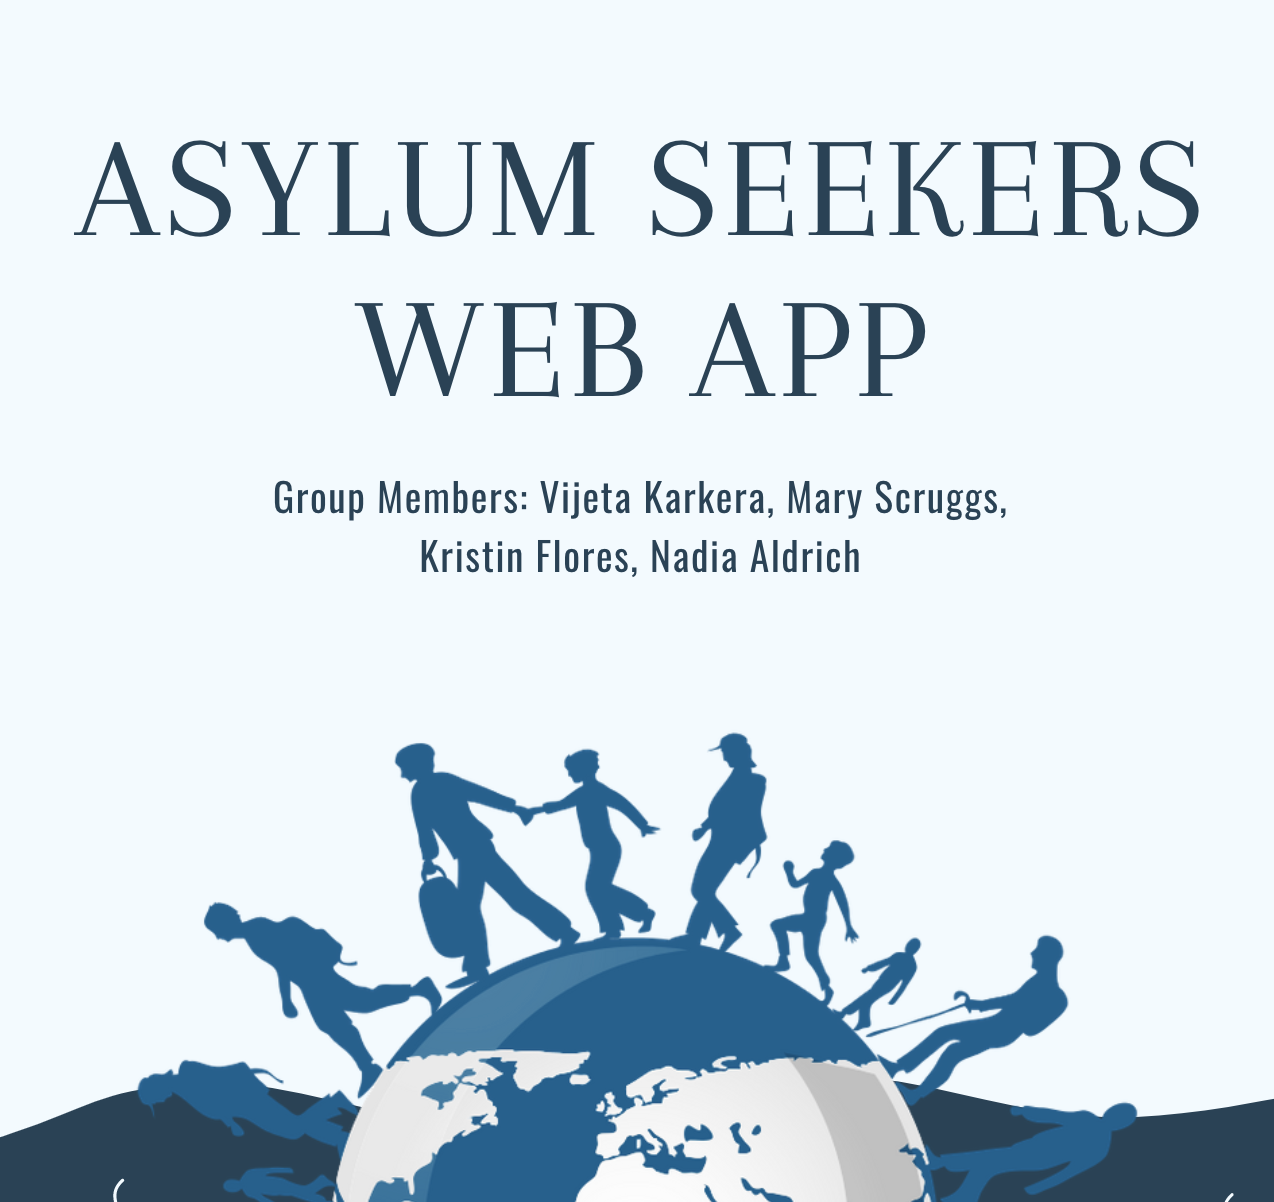 ASYLUM SEEKERS
WEB APP
Group Members: Vijeta Karkera, Mary Scruggs,
Kristin Flores, Nadia Aldrich